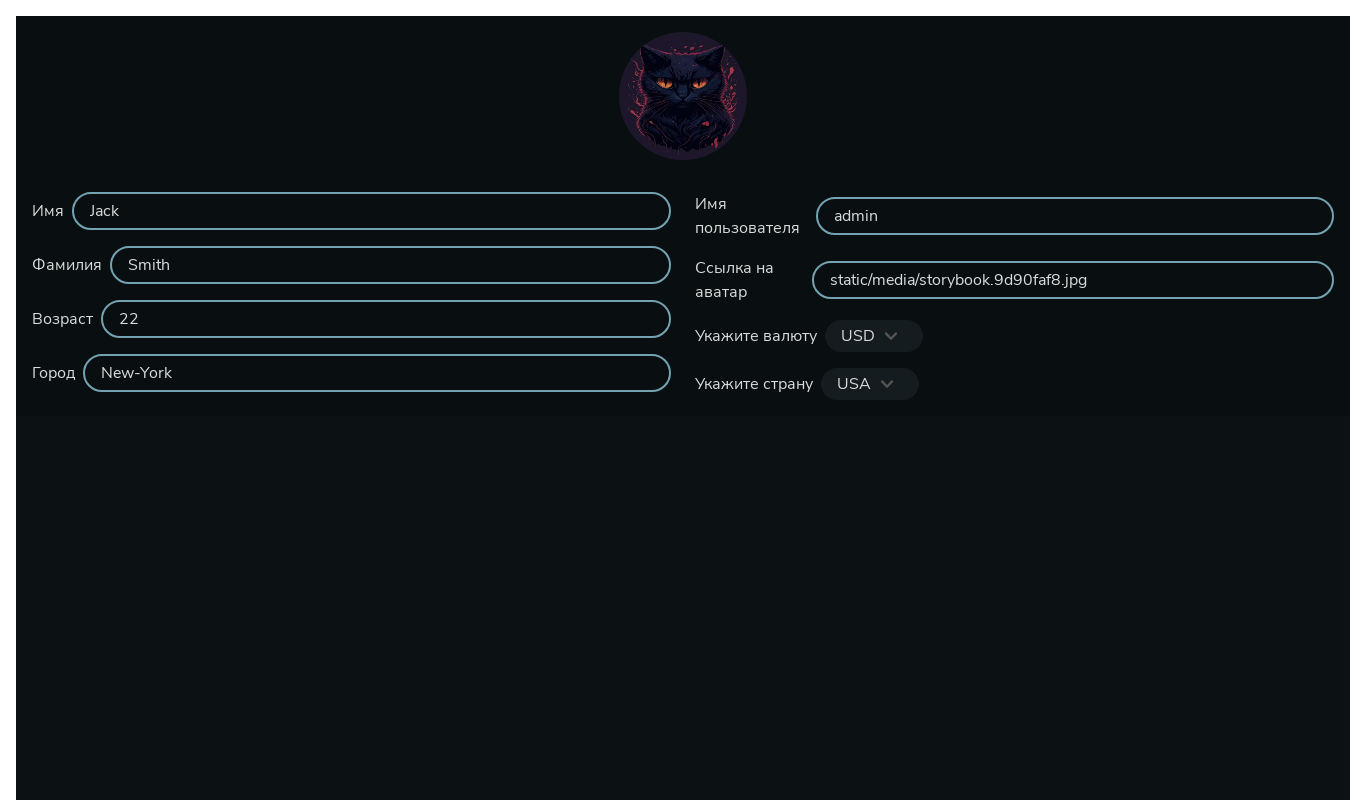 Имя
Jack
Фамилия
Smith
Возраст
22
Город
New-York
Имя
пользователя
admin
Ссылка на
аватар
static/media/storybook.9d90faf8.jpg
Укажите валюту
USD
Укажите страну
USA